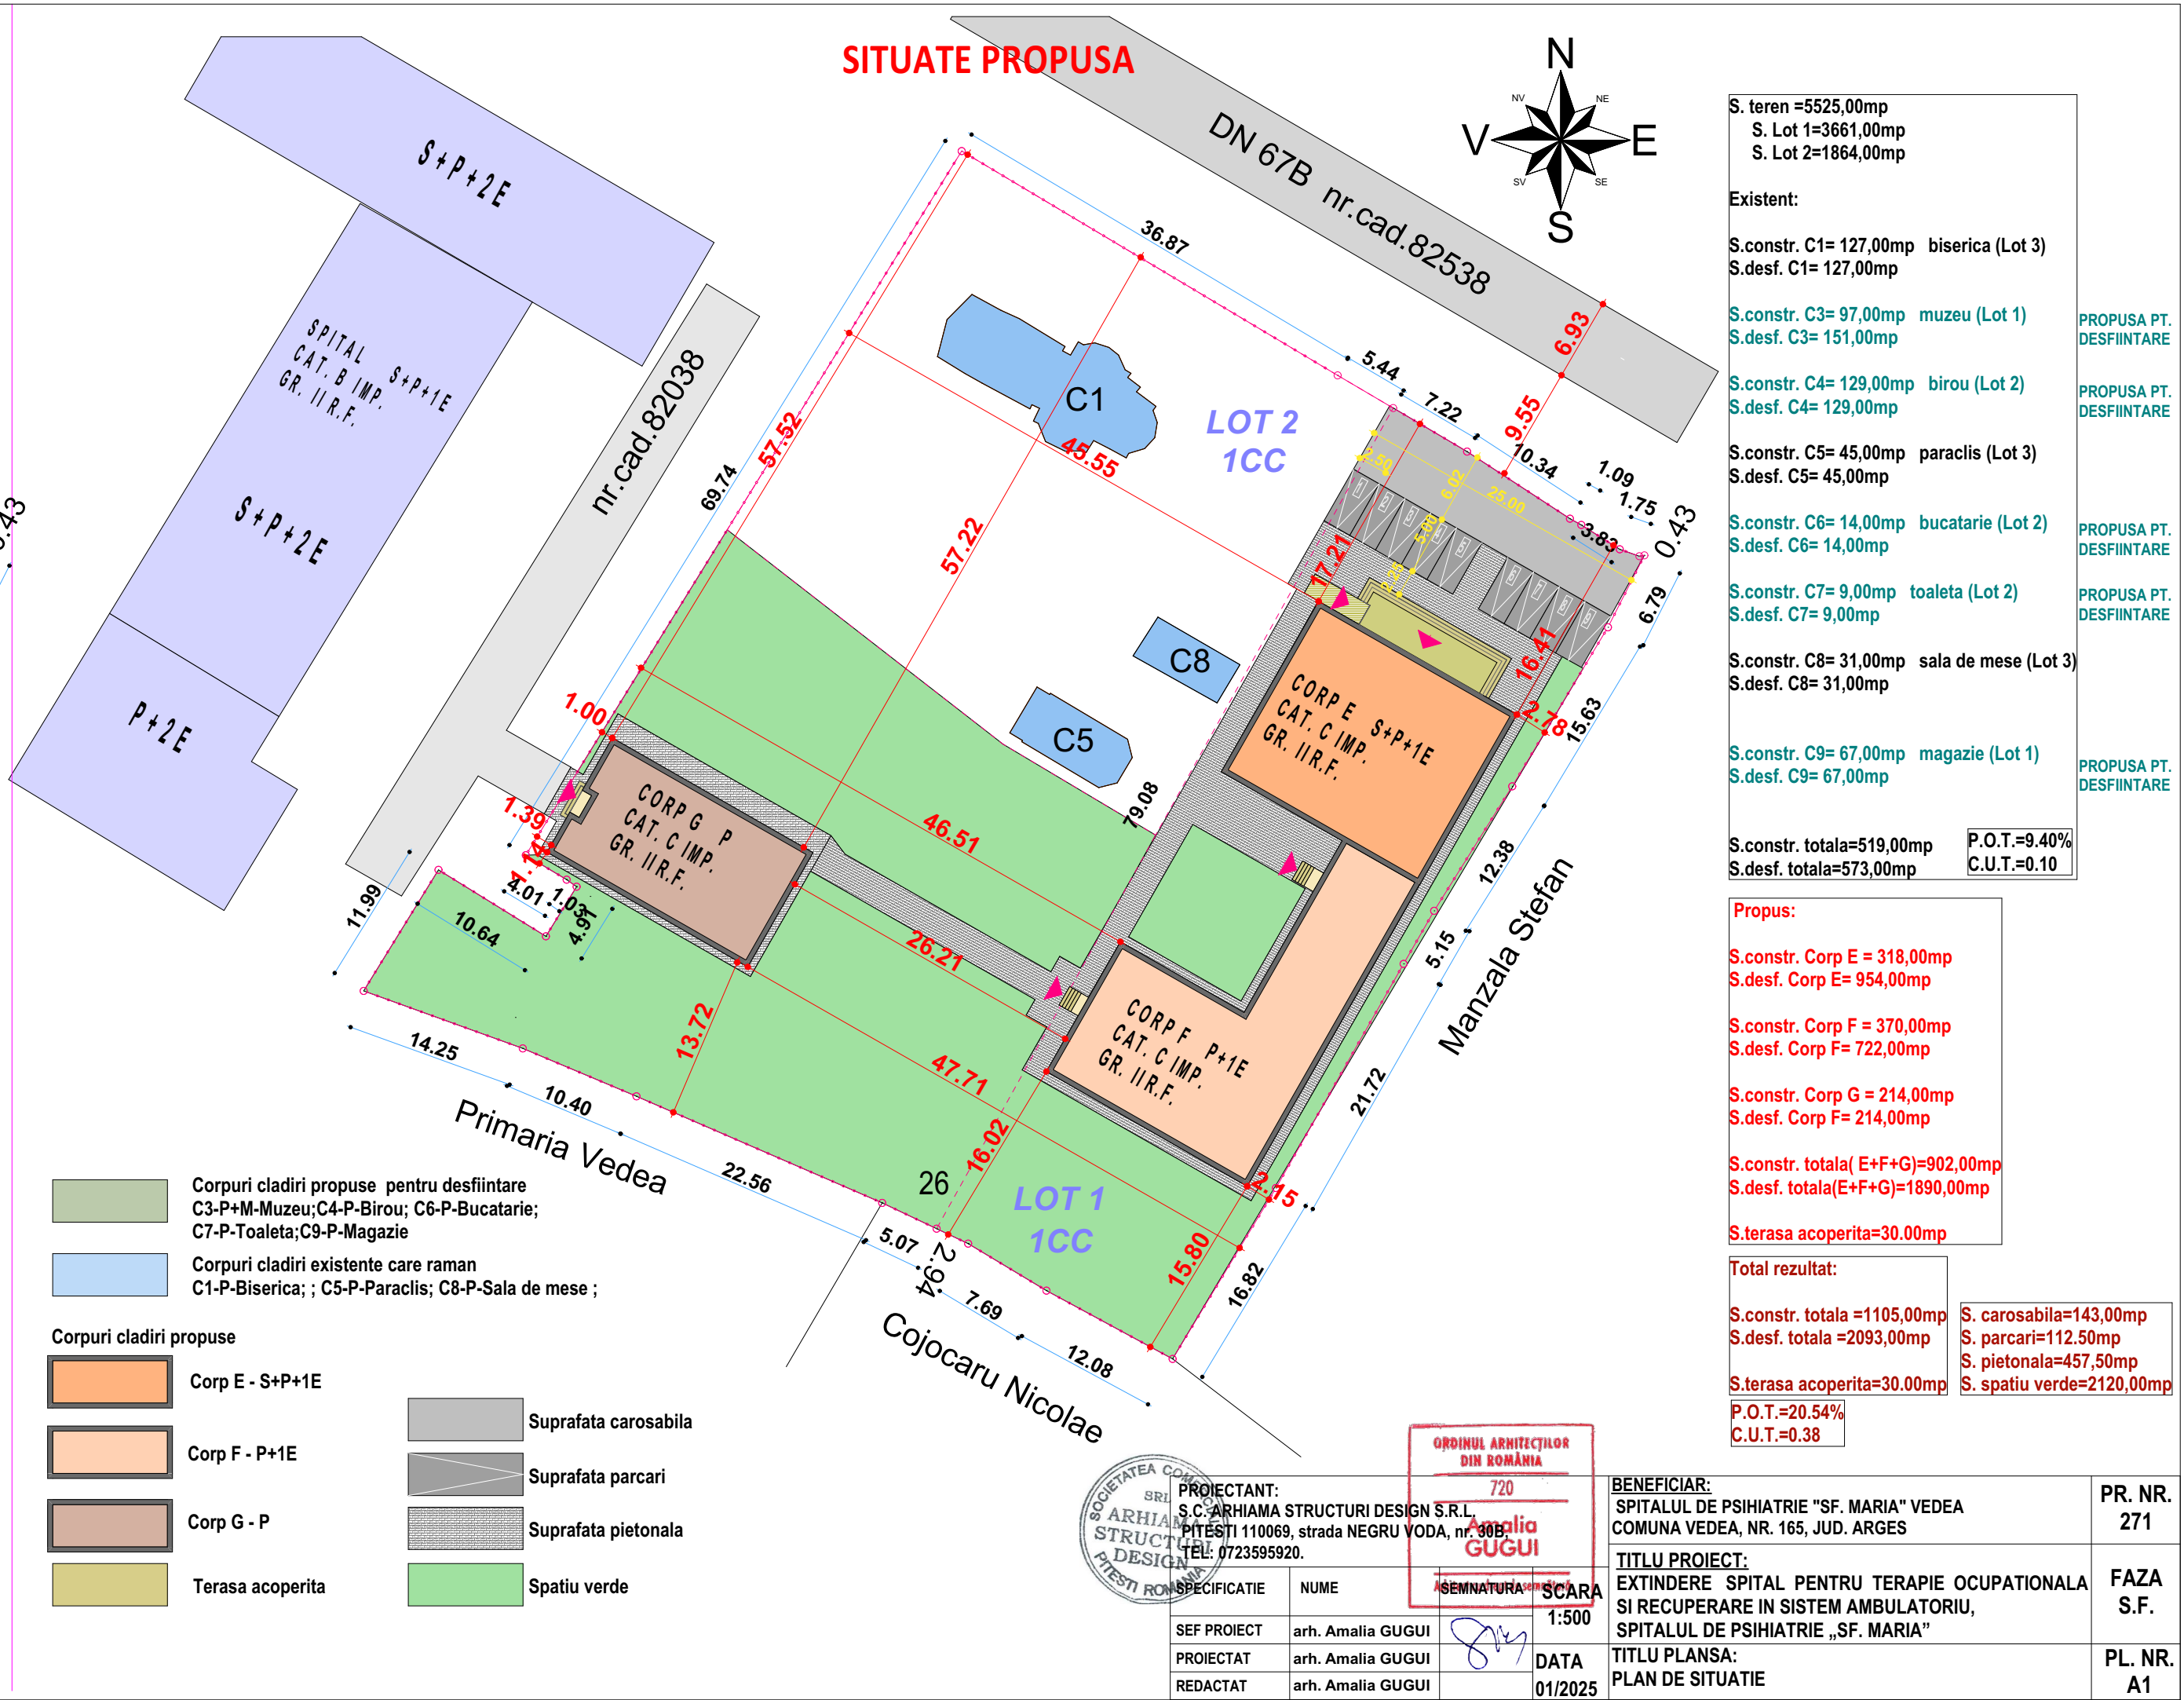 SITUATE PROPUSA
N
NV
NE
V
E
SV
SE
S
DN 67B nr.cad.82538
S+P+2E
SPITAL S+P+1E
CAT. B IMP.
GR. II R.F.
S+P+2E
P+2E
nr.cad.82038
36.87
5.44
7.22
10.34
1.09
1.75
0.43
3.83
6.93
9.55
2.50
6.02
25.00
5.00
2.25
17.21
16.41
2.78
6.79
15.63
12.38
5.15
21.72
16.82
69.74
57.52
57.22
45.55
46.51
79.08
26.21
47.71
16.02
15.80
2.15
13.72
1.00
1.39
1.14
4.01
1.03
4.91
10.64
11.99
14.25
10.40
22.56
5.07
2.94
7.69
12.08
26
C1
C8
C5
LOT 2
1CC
LOT 1
1CC
CORP E S+P+1E
CAT. C IMP.
GR. II R.F.
CORP G P
CAT. C IMP.
GR. II R.F.
CORP F P+1E
CAT. C IMP.
GR. II R.F.
Manzala Stefan
Primaria Vedea
Cojocaru Nicolae
S. teren =5525,00mp
S. Lot 1=3661,00mp
S. Lot 2=1864,00mp
Existent:
S.constr. C1= 127,00mp biserica (Lot 3)
S.desf. C1= 127,00mp
S.constr. C3= 97,00mp muzeu (Lot 1)
S.desf. C3= 151,00mp
PROPUSA PT.
DESFIINTARE
S.constr. C4= 129,00mp birou (Lot 2)
S.desf. C4= 129,00mp
PROPUSA PT.
DESFIINTARE
S.constr. C5= 45,00mp paraclis (Lot 3)
S.desf. C5= 45,00mp
S.constr. C6= 14,00mp bucatarie (Lot 2)
S.desf. C6= 14,00mp
PROPUSA PT.
DESFIINTARE
S.constr. C7= 9,00mp toaleta (Lot 2)
S.desf. C7= 9,00mp
PROPUSA PT.
DESFIINTARE
S.constr. C8= 31,00mp sala de mese (Lot 3)
S.desf. C8= 31,00mp
S.constr. C9= 67,00mp magazie (Lot 1)
S.desf. C9= 67,00mp
PROPUSA PT.
DESFIINTARE
S.constr. totala=519,00mp
S.desf. totala=573,00mp
P.O.T.=9.40%
C.U.T.=0.10
Propus:
S.constr. Corp E = 318,00mp
S.desf. Corp E= 954,00mp
S.constr. Corp F = 370,00mp
S.desf. Corp F= 722,00mp
S.constr. Corp G = 214,00mp
S.desf. Corp F= 214,00mp
S.constr. totala( E+F+G)=902,00mp
S.desf. totala(E+F+G)=1890,00mp
S.terasa acoperita=30.00mp
Total rezultat:
S.constr. totala =1105,00mp
S.desf. totala =2093,00mp
S.terasa acoperita=30.00mp
S. carosabila=143,00mp
S. parcari=112.50mp
S. pietonala=457,50mp
S. spatiu verde=2120,00mp
P.O.T.=20.54%
C.U.T.=0.38
Corpuri cladiri propuse pentru desfiintare
C3-P+M-Muzeu;C4-P-Birou; C6-P-Bucatarie;
C7-P-Toaleta;C9-P-Magazie
Corpuri cladiri existente care raman
C1-P-Biserica; ; C5-P-Paraclis; C8-P-Sala de mese ;
Corpuri cladiri propuse
Corp E - S+P+1E
Corp F - P+1E
Corp G - P
Terasa acoperita
Suprafata carosabila
Suprafata parcari
Suprafata pietonala
Spatiu verde
SOCIETATEA
SRL
ARHIAMA
STRUCTURI
DESIGN
PITESTI ROMANIA
ORDINUL ARHITECȚILOR
DIN ROMÂNIA
720
Amalia
GUGUI
PROIECTANT:
S.C. ARHIAMA STRUCTURI DESIGN S.R.L.
PITESTI 110069, strada NEGRU VODA, nr. 30B,
TEL: 0723595920.
SPECIFICATIE NUME SEMNATURA SCARA
1:500
SEF PROIECT arh. Amalia GUGUI
PROIECTAT arh. Amalia GUGUI
REDACTAT arh. Amalia GUGUI
DATA
01/2025
BENEFICIAR:
SPITALUL DE PSIHIATRIE "SF. MARIA" VEDEA
COMUNA VEDEA, NR. 165, JUD. ARGES
TITLU PROIECT:
EXTINDERE SPITAL PENTRU TERAPIE OCUPATIONALA
SI RECUPERARE IN SISTEM AMBULATORIU,
SPITALUL DE PSIHIATRIE „SF. MARIA”
TITLU PLANSA:
PLAN DE SITUATIE
PR. NR.
271
FAZA
S.F.
PL. NR.
A1